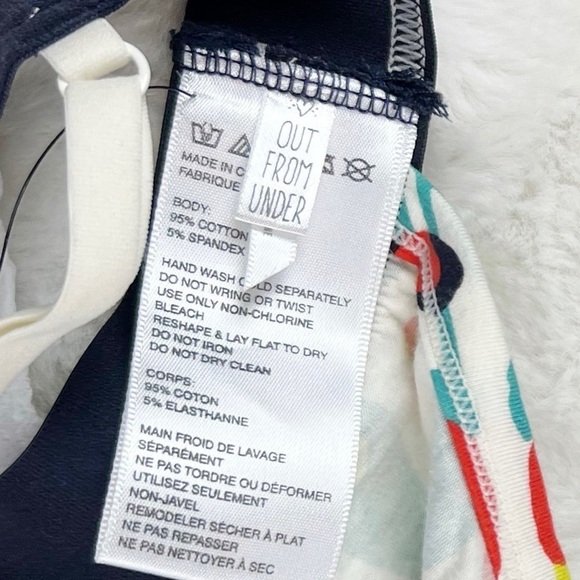 OUT
FROM
UNDER
MADE IN C
FABRIQUE
BODY:
95% COTTON
5% SPANDEX
HAND WASH COLD SEPARATELY
DO NOT WRING OR TWIST
USE ONLY NON-CHLORINE
BLEACH
RESHAPE & LAY FLAT TO DRY
DO NOT IRON
DO NOT DRY CLEAN
CORPS:
95% COTON
5% ELASTHANNE
MAIN FROID DE LAVAGE
SÉPARÉMENT
NE PAS TORDRE OU DÉFORMER
UTILISEZ SEULEMENT
NON-JAVEL
REMODELER SÉCHER À PLAT
NE PAS REPASSER
NE PAS NETTOYER À SEC